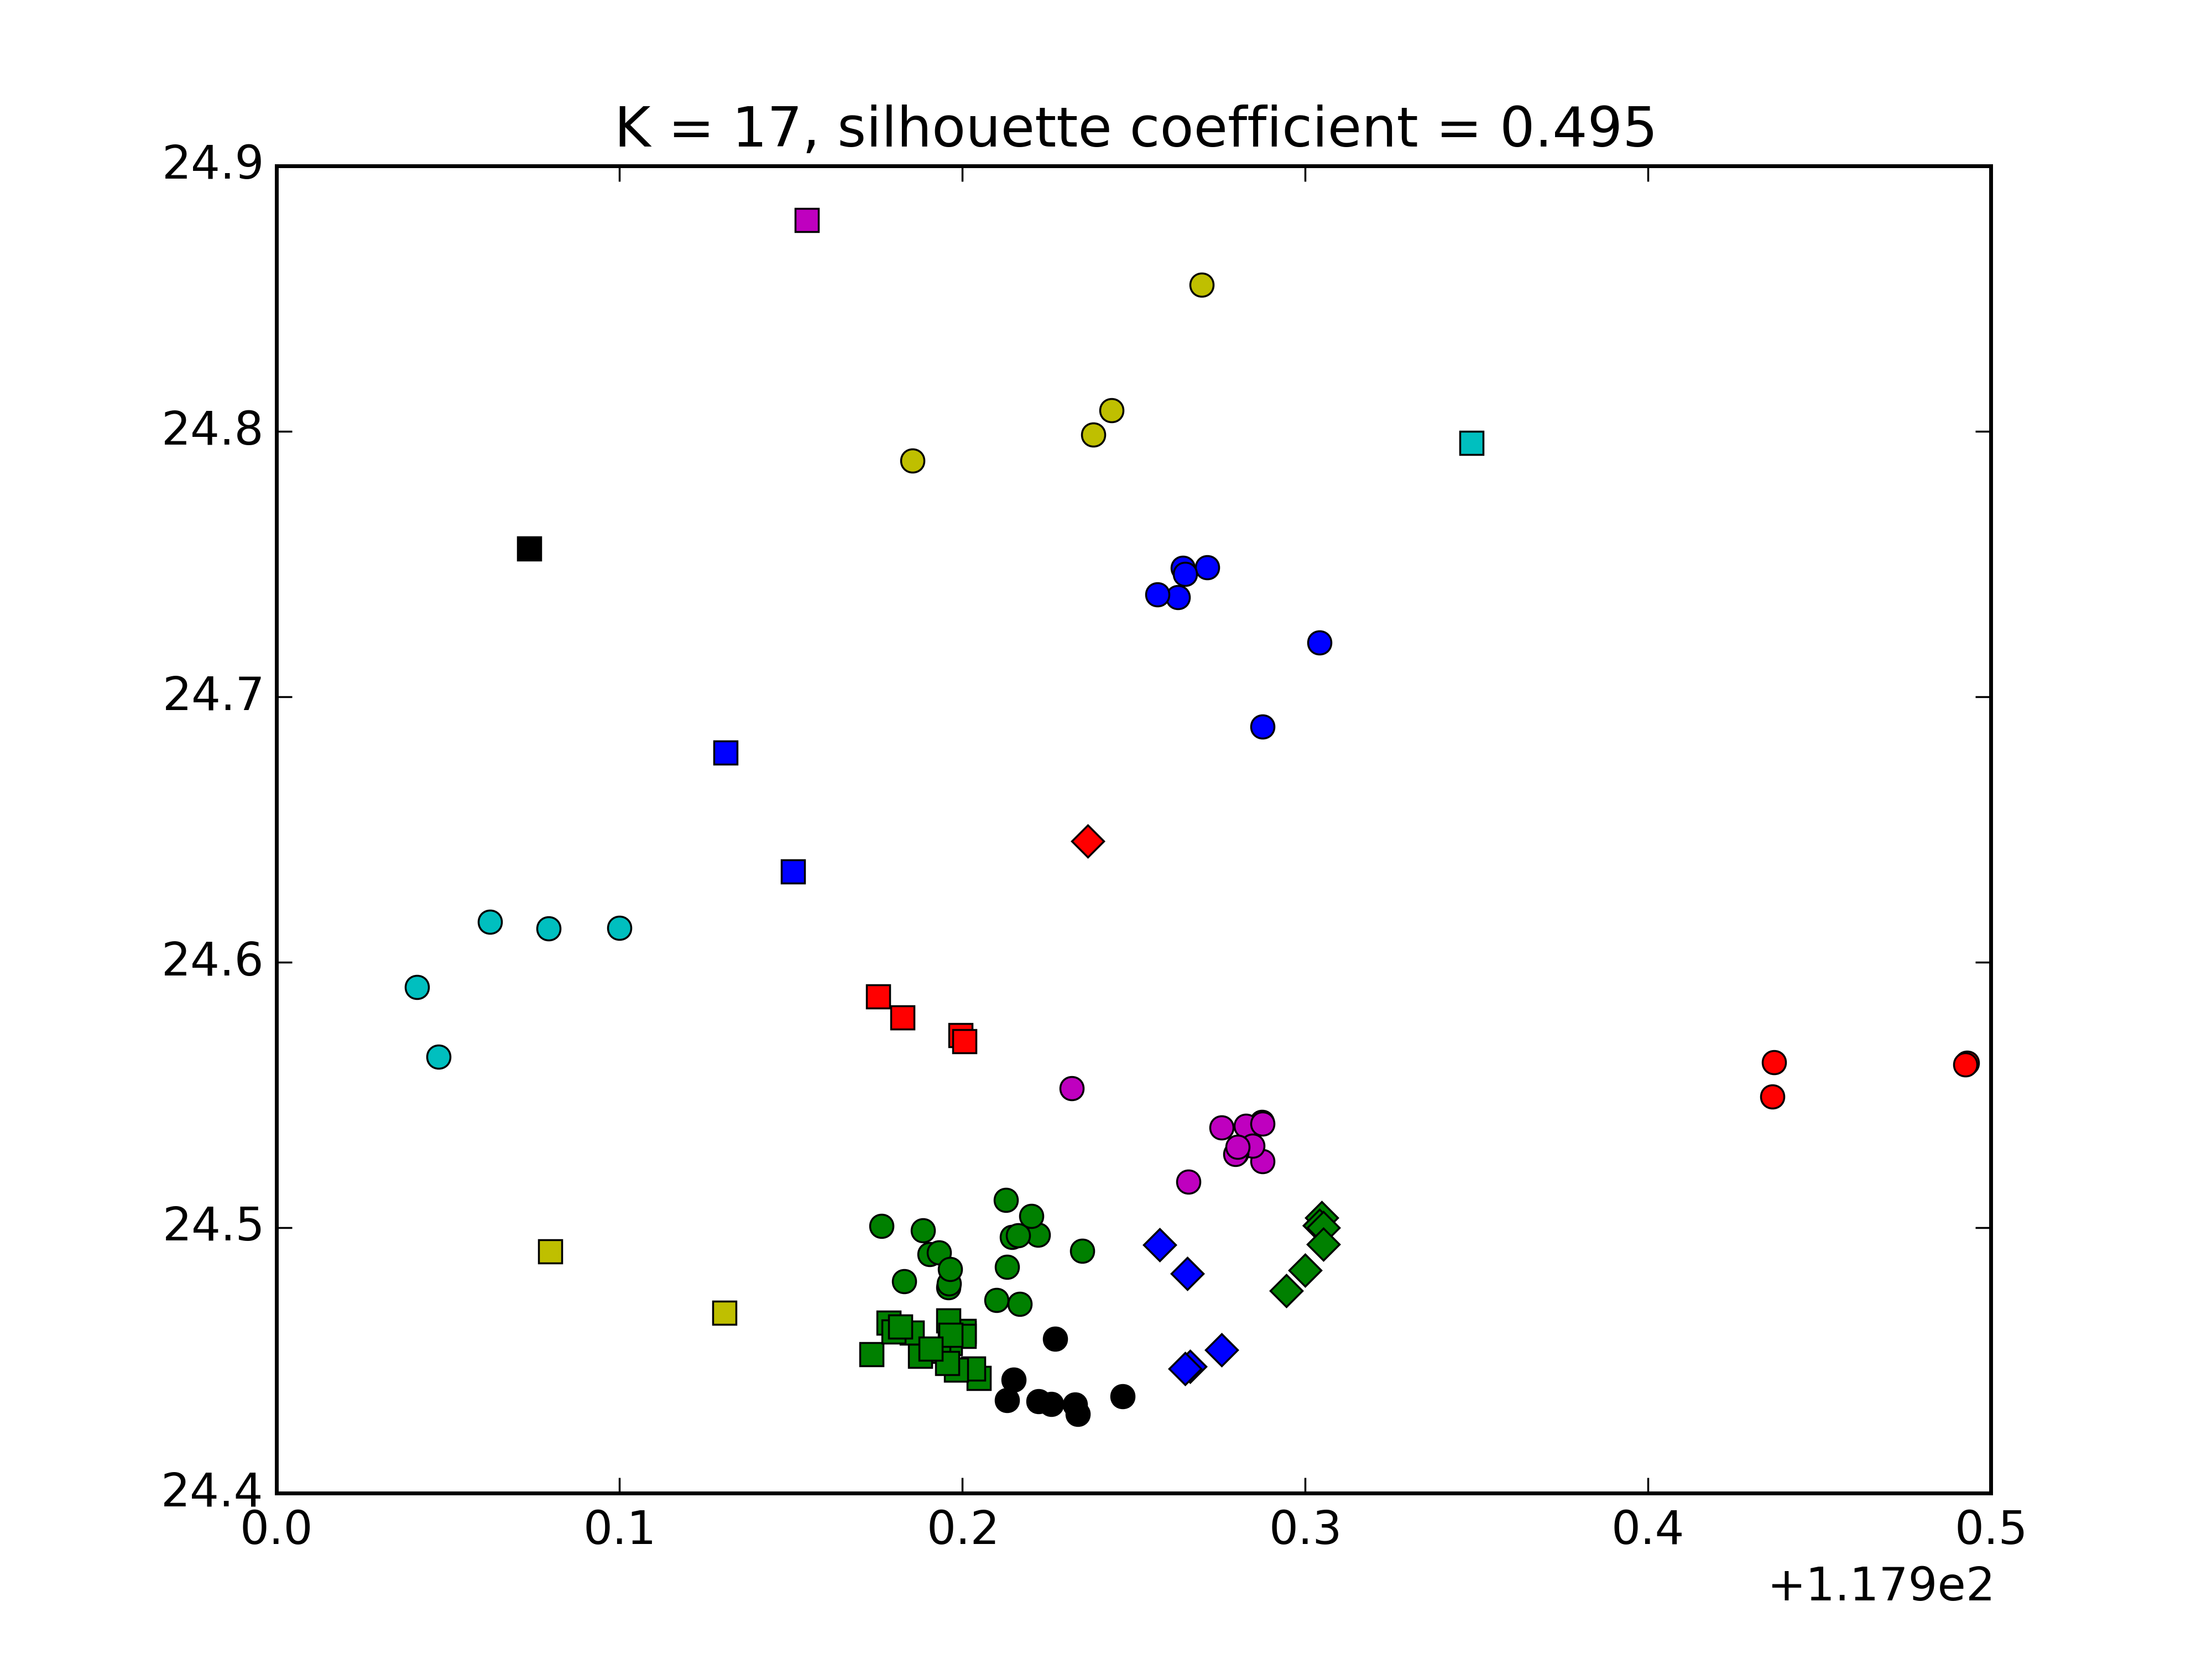 K = 17, silhouette coefficient = 0.495
24.9
24.8
24.7
24.6
24.5
24.4
0.0 0.1 0.2 0.3 0.4 0.5
+1.179e2